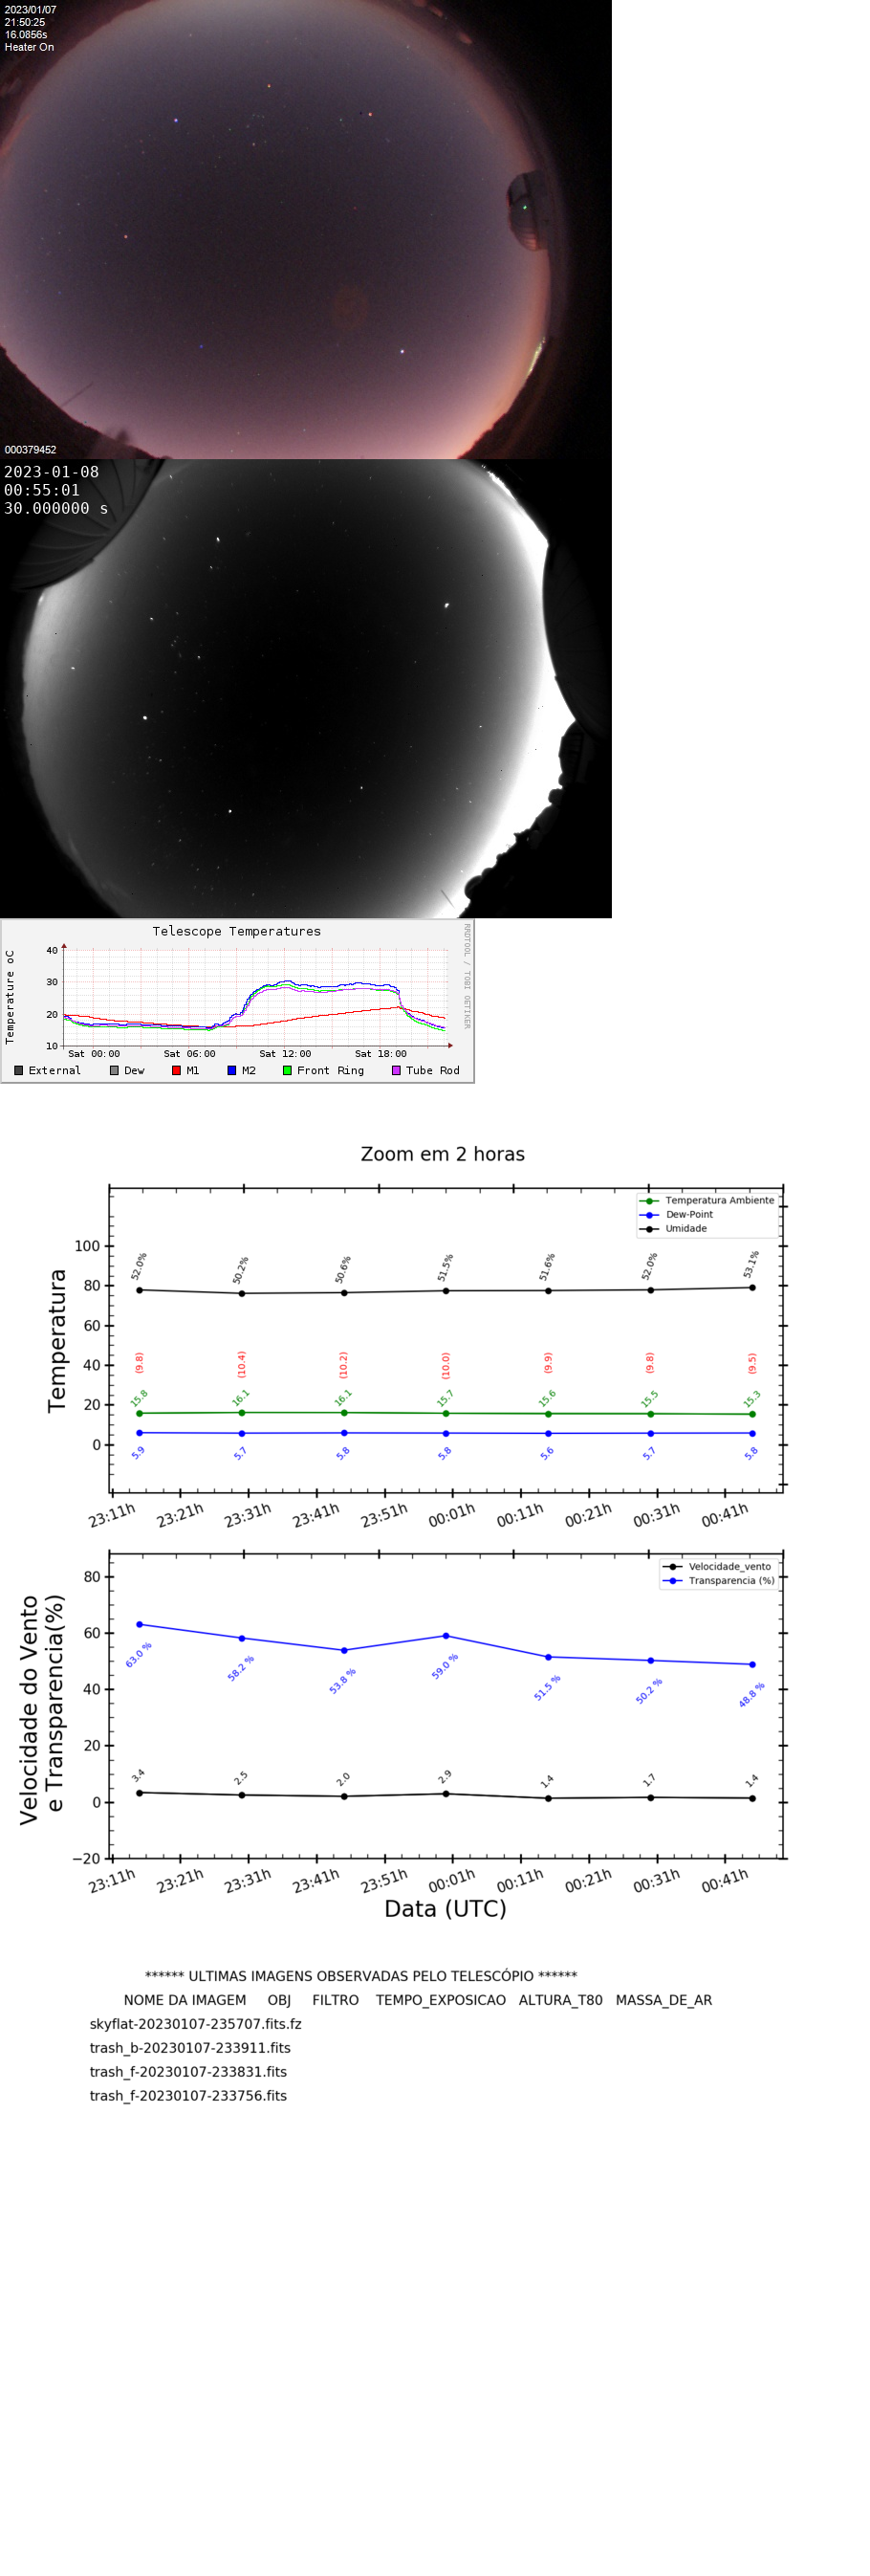 2023/01/07
21:50:25
16.0856s
Heater On
000379452
2023-01-08
00:55:01
30.000000 s
Telescope Temperatures
RRDTOOL / TOBI OETIKER
Temperature oC
40
30
20
10
Sat 00:00 Sat 06:00 Sat 12:00 Sat 18:00
External Dew M1 M2 Front Ring Tube Rod
Zoom em 2 horas
Temperatura Ambiente
Dew-Point
Umidade
Temperatura
100
80
60
40
20
0
52.0% 50.2% 50.6% 51.5% 51.6% 52.0% 53.1%
(9.8) (10.4) (10.2) (10.0) (9.9) (9.8) (9.5)
15.8 16.1 16.1 15.7 15.6 15.5 15.3
5.9 5.7 5.8 5.8 5.6 5.7 5.8
23:11h 23:21h 23:31h 23:41h 23:51h 00:01h 00:11h 00:21h 00:31h 00:41h
Velocidade_vento
Transparencia (%)
Velocidade do Vento
e Transparencia(%)
80
60
40
20
0
−20
63.0 % 58.2 % 53.8 % 59.0 % 51.5 % 50.2 % 48.8 %
3.4 2.5 2.0 2.9 1.4 1.7 1.4
23:11h 23:21h 23:31h 23:41h 23:51h 00:01h 00:11h 00:21h 00:31h 00:41h
Data (UTC)
****** ULTIMAS IMAGENS OBSERVADAS PELO TELESCÓPIO ******
NOME DA IMAGEM OBJ FILTRO TEMPO_EXPOSICAO ALTURA_T80 MASSA_DE_AR
skyflat-20230107-235707.fits.fz
trash_b-20230107-233911.fits
trash_f-20230107-233831.fits
trash_f-20230107-233756.fits